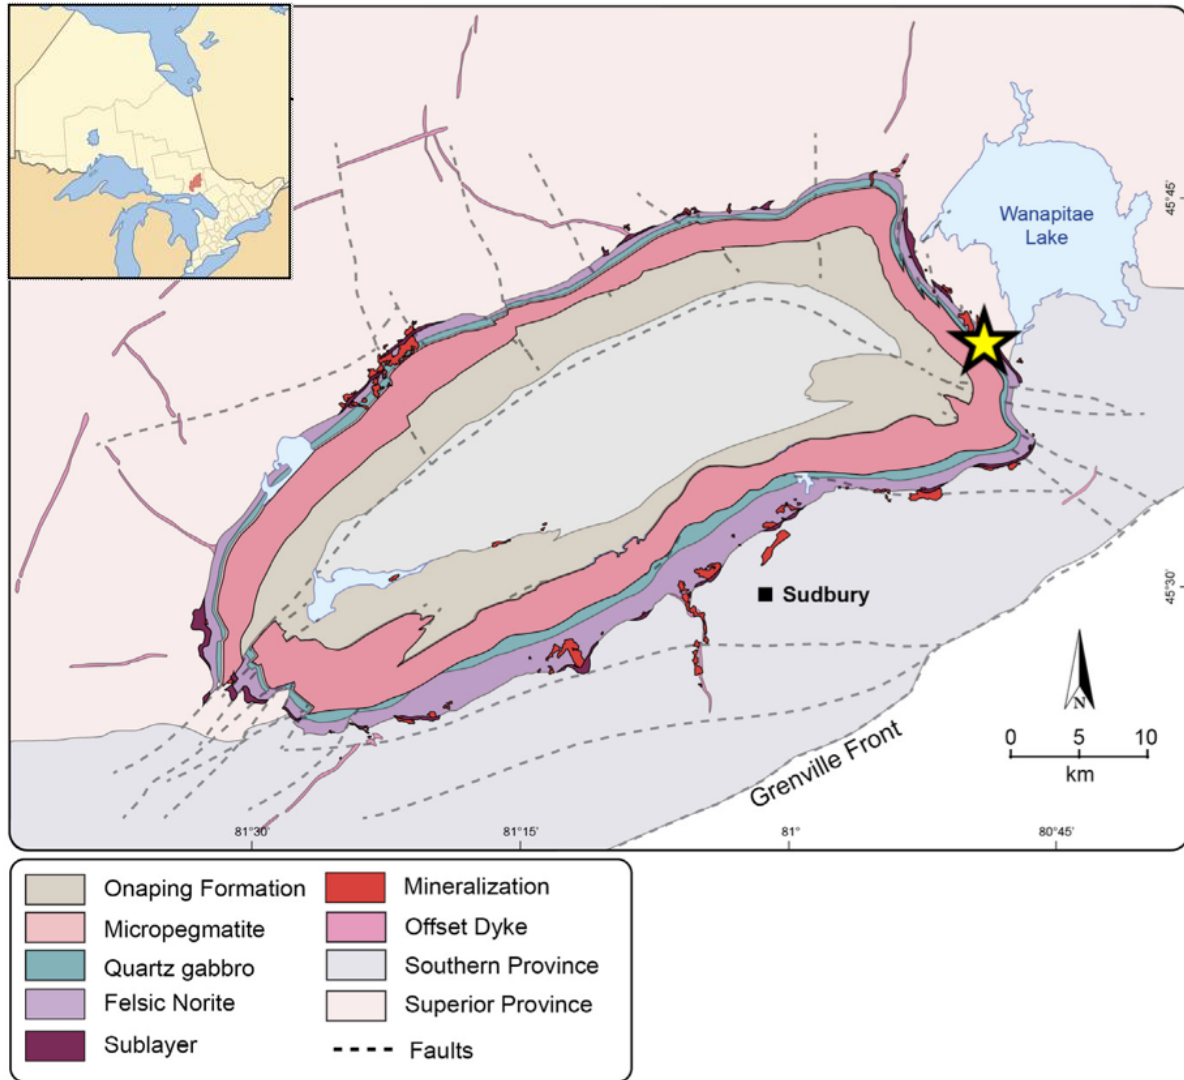 Wanapitae
Lake
45°45'
45°30'
Sudbury
N
0 5 10
km
Grenville Front
81°30' 81°15' 81° 80°45'
Onaping Formation
Micropegmatite
Quartz gabbro
Felsic Norite
Sublayer
Mineralization
Offset Dyke
Southern Province
Superior Province
Faults